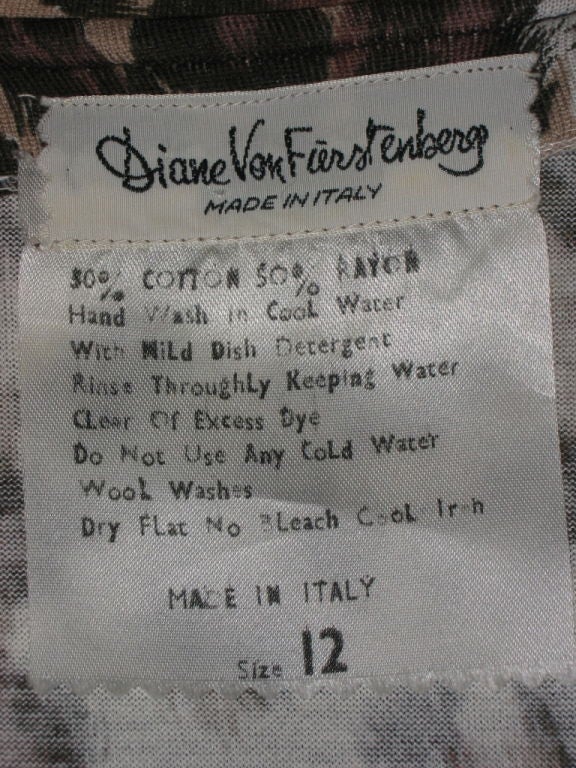 Diane Von Fürstenberg
MADE IN ITALY
50% COTTON 50% RAYON
Hand Wash in Cool Water
With Mild Dish Detergent
Rinse Throughly Keeping Water
Clear Of Excess Dye
Do Not Use Any Cold Water
Wool Washes
Dry Flat No Bleach Cool Iron
MADE IN ITALY
Size 12